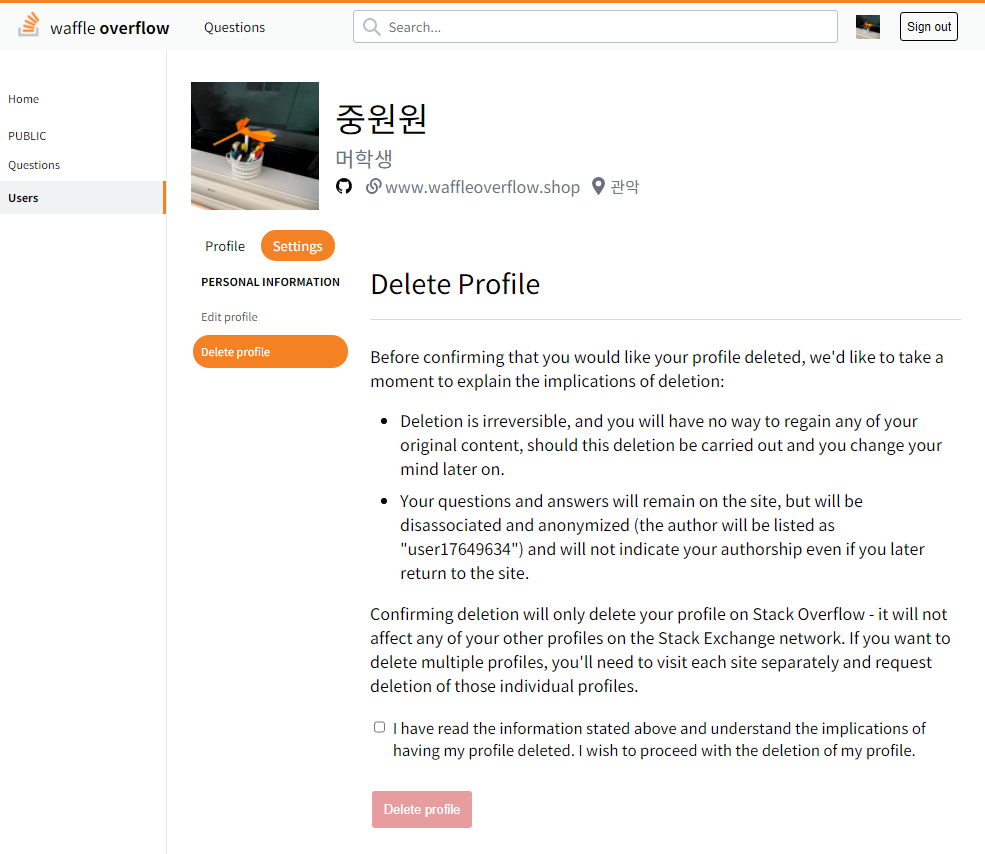 waffle overflow
Questions
Search...
Sign out
Home
PUBLIC
Questions
Users
중원원
머학생
www.waffleoverflow.shop
관악
Profile
Settings
PERSONAL INFORMATION
Edit profile
Delete profile
Delete Profile
Before confirming that you would like your profile deleted, we'd like to take a
moment to explain the implications of deletion:
Deletion is irreversible, and you will have no way to regain any of your
original content, should this deletion be carried out and you change your
mind later on.
Your questions and answers will remain on the site, but will be
disassociated and anonymized (the author will be listed as
"user17649634") and will not indicate your authorship even if you later
return to the site.
Confirming deletion will only delete your profile on Stack Overflow - it will not
affect any of your other profiles on the Stack Exchange network. If you want to
delete multiple profiles, you'll need to visit each site separately and request
deletion of those individual profiles.
I have read the information stated above and understand the implications of
having my profile deleted. I wish to proceed with the deletion of my profile.
Delete profile